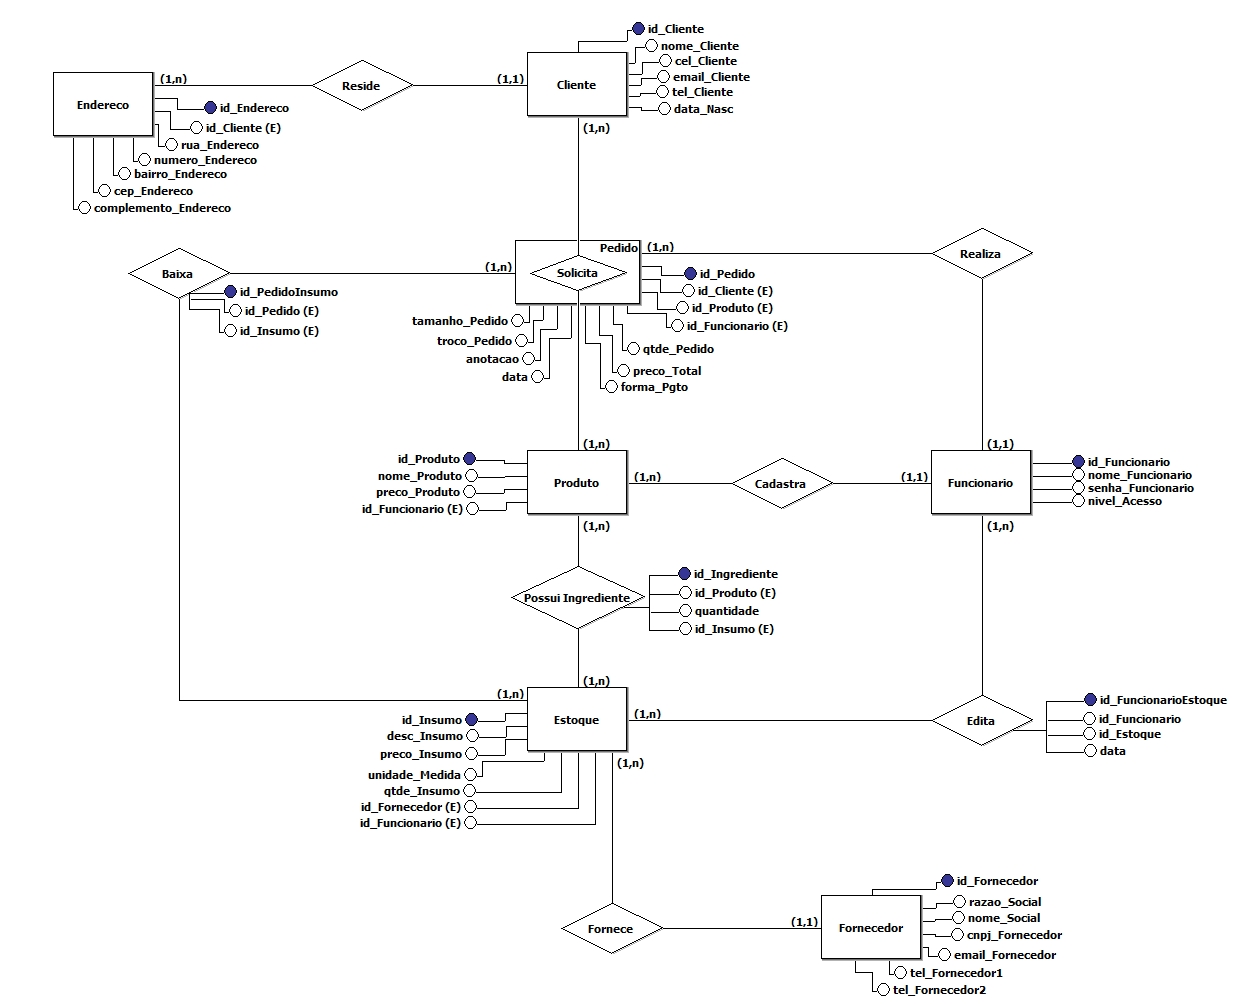 id_Cliente
nome_Cliente
cel_Cliente
email_Cliente
tel_Cliente
data_Nasc
Cliente
(1,1)
(1,n)
Reside
(1,n)
Endereco
id_Endereco
id_Cliente (E)
rua_Endereco
numero_Endereco
bairro_Endereco
cep_Endereco
complemento_Endereco
Pedido
(1,n)
Realiza
Baixa
(1,n)
Solicita
id_PedidoInsumo
id_Pedido (E)
id_Insumo (E)
id_Pedido
id_Cliente (E)
id_Produto (E)
id_Funcionario (E)
tamanho_Pedido
troco_Pedido
anotacao
data
qtde_Pedido
preco_Total
forma_Pgto
(1,n)
(1,1)
id_Produto
nome_Produto
preco_Produto
id_Funcionario (E)
Produto
(1,n)
Cadastra
(1,1)
Funcionario
id_Funcionario
nome_Funcionario
senha_Funcionario
nivel_Acesso
(1,n)
(1,n)
Possui Ingrediente
id_Ingrediente
id_Produto (E)
quantidade
id_Insumo (E)
(1,n)
(1,n)
Estoque
(1,n)
Edita
id_FuncionarioEstoque
id_Funcionario
id_Estoque
data
id_Insumo
desc_Insumo
preco_Insumo
unidade_Medida
qtde_Insumo
id_Fornecedor (E)
id_Funcionario (E)
(1,n)
Fornece
(1,1)
Fornecedor
id_Fornecedor
razao_Social
nome_Social
cnpj_Fornecedor
email_Fornecedor
tel_Fornecedor1
tel_Fornecedor2